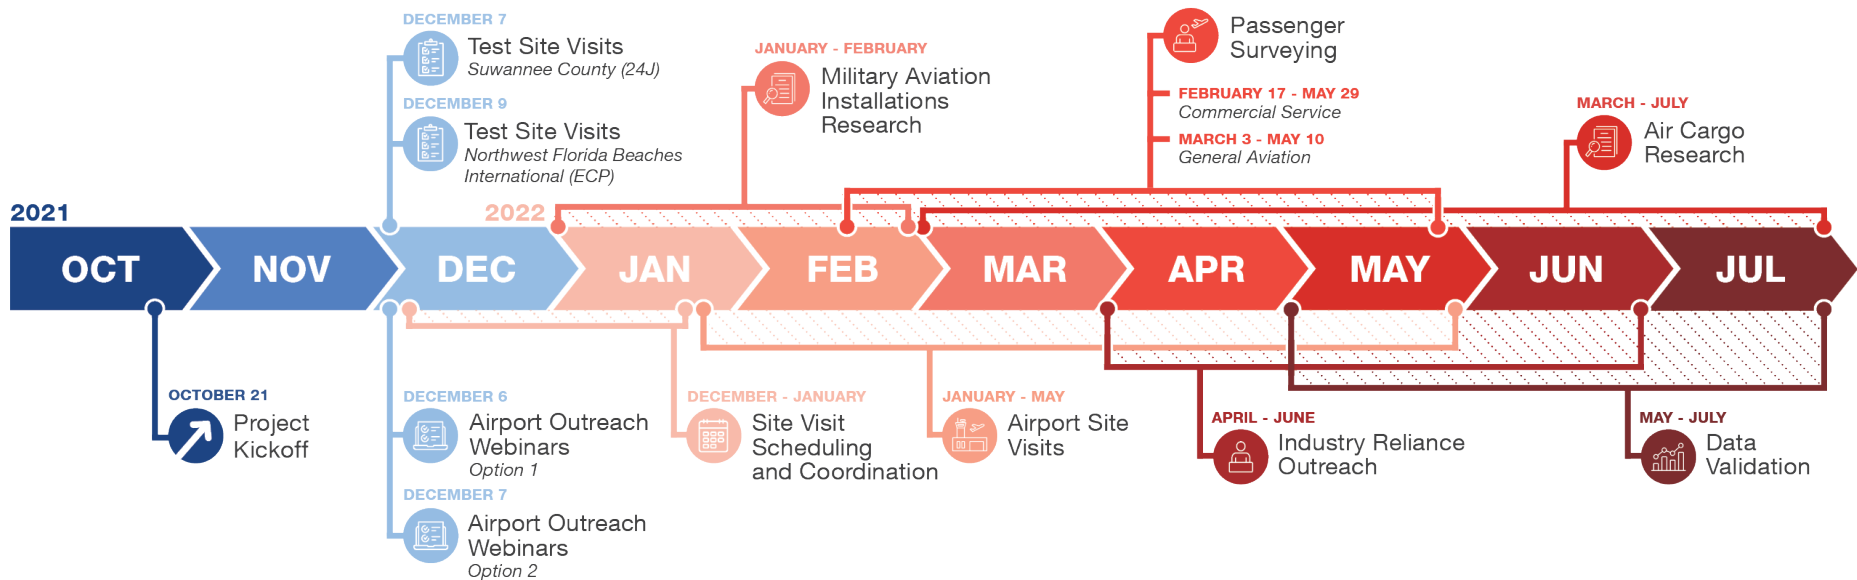 DECEMBER 7
Test Site Visits
Suwannee County (24J)
DECEMBER 9
Test Site Visits
Northwest Florida Beaches
International (ECP)
JANUARY - FEBRUARY
Military Aviation
Installations
Research
Passenger
Surveying
FEBRUARY 17 - MAY 29
Commercial Service
MARCH 3 - MAY 10
General Aviation
MARCH - JULY
Air Cargo
Research
2021
2022
OCT
NOV
DEC
JAN
FEB
MAR
APR
MAY
JUN
JUL
OCTOBER 21
Project
Kickoff
DECEMBER 6
Airport Outreach
Webinars
Option 1
DECEMBER 7
Airport Outreach
Webinars
Option 2
DECEMBER - JANUARY
Site Visit
Scheduling
and Coordination
JANUARY - MAY
Airport Site
Visits
APRIL - JUNE
Industry Reliance
Outreach
MAY - JULY
Data
Validation